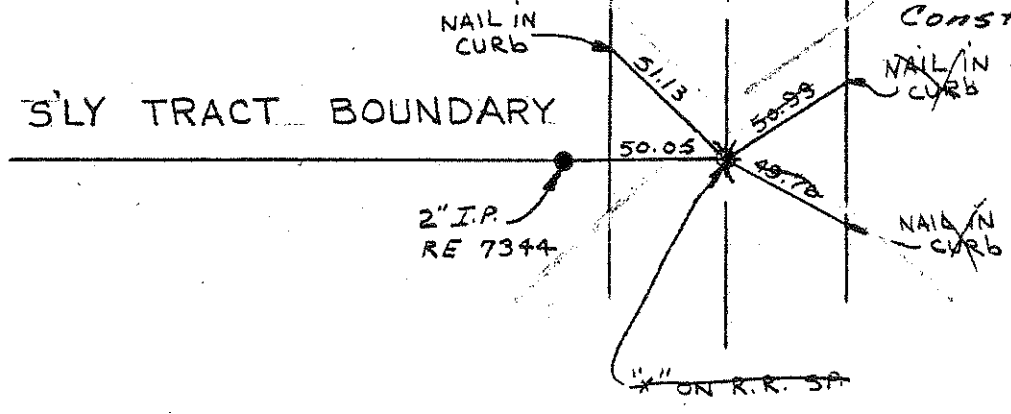 NAIL IN
CURb
Const
NAIL IN
CURb
51.13
50.99
S'LY TRACT BOUNDARY
50.05
49.70
2" I.P.
RE 7344
NAIL IN
CURb
"X" ON R.R. SP.